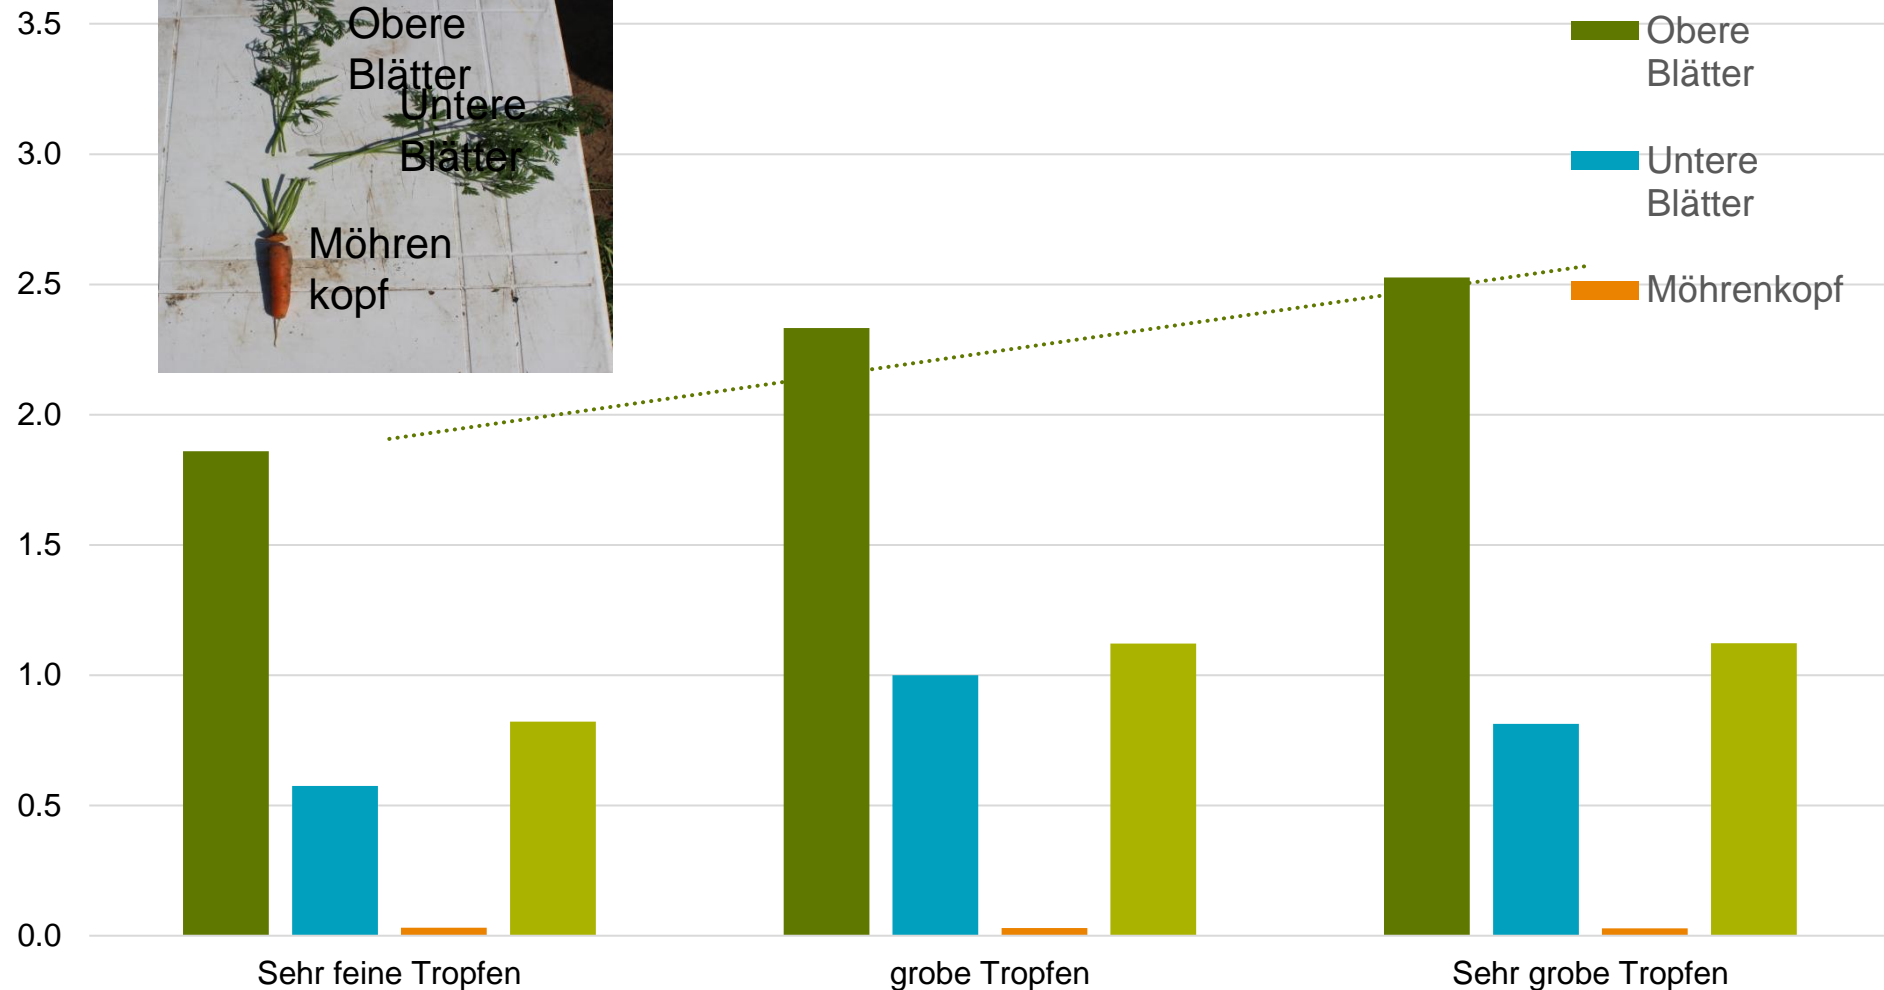 3.5
3.0
2.5
2.0
1.5
1.0
0.5
0.0
Obere
Blätter
Untere
Blätter
Möhren
kopf
Obere
Blätter
Untere
Blätter
Möhrenkopf
Sehr feine Tropfen
grobe Tropfen
Sehr grobe Tropfen